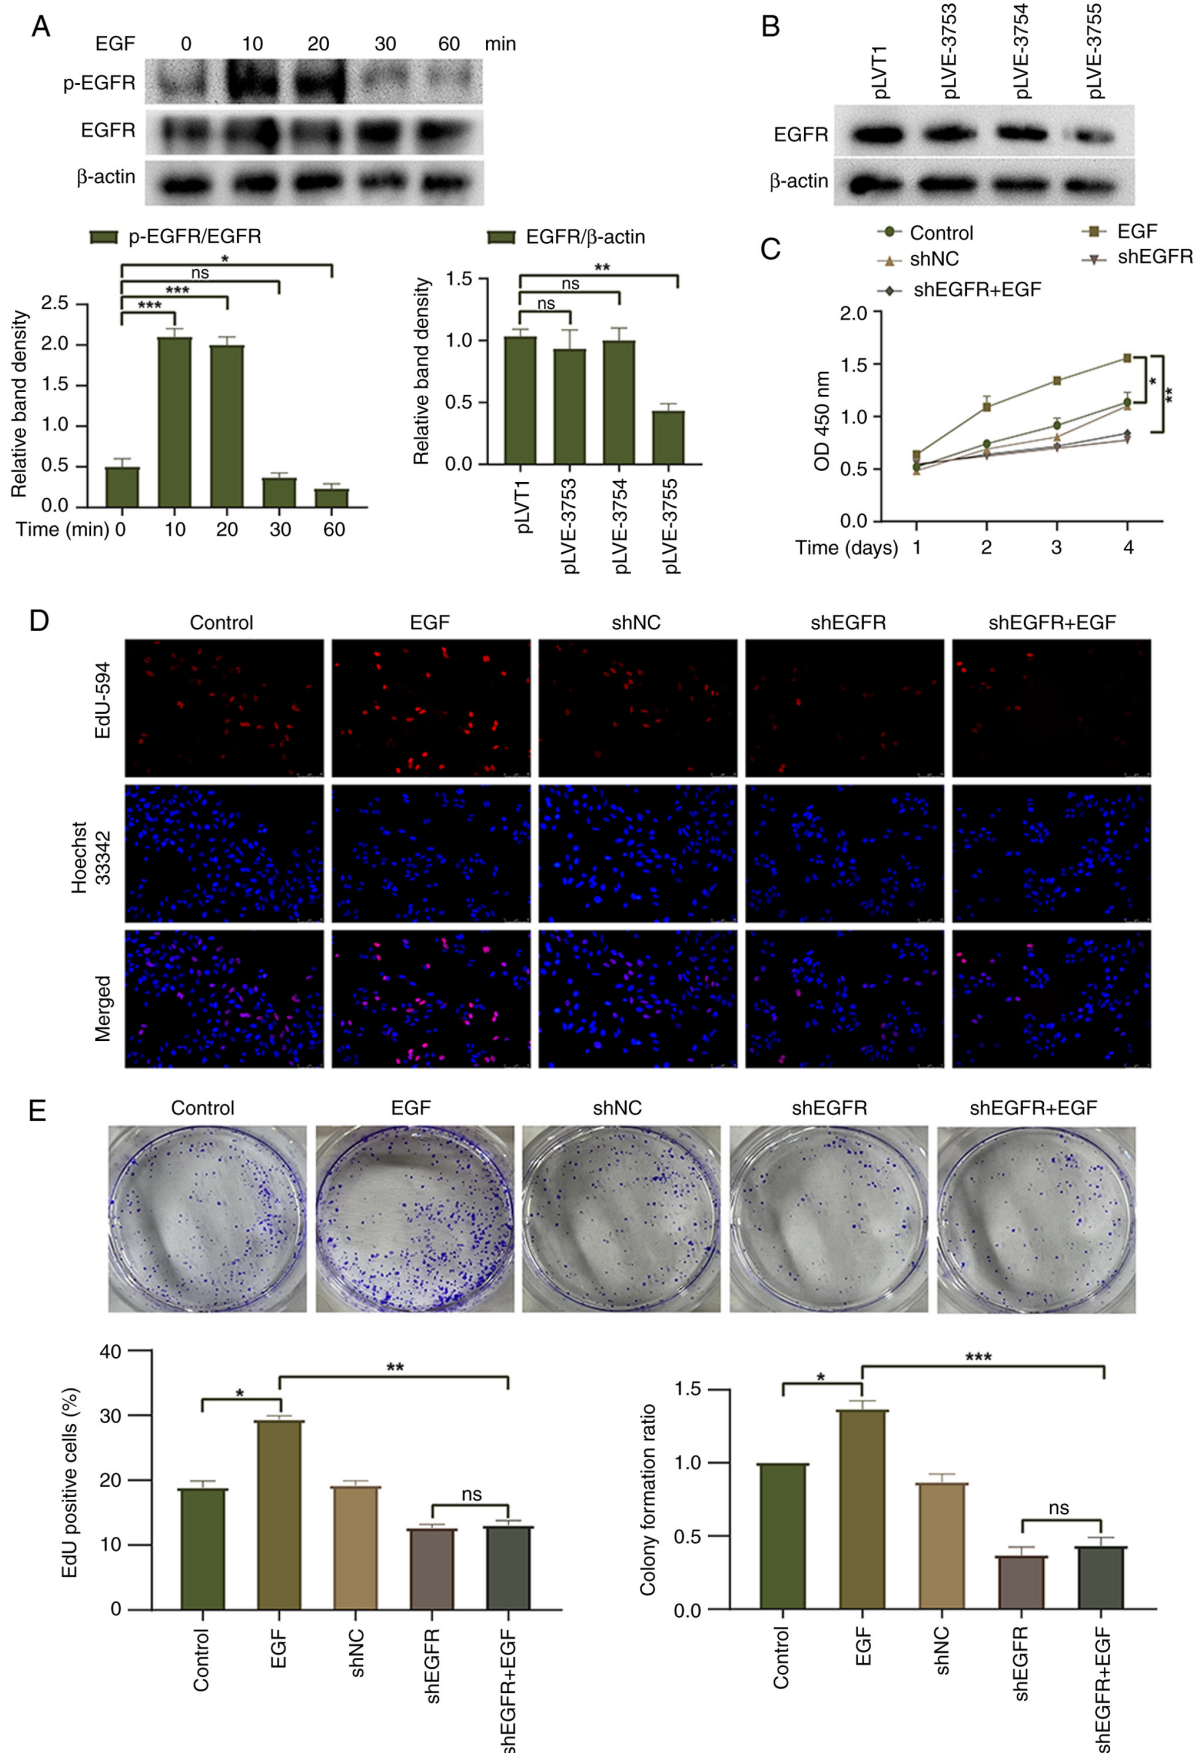 A
EGF 0 10 20 30 60 min
p-EGFR
EGFR
β-actin
p-EGFR/EGFR
Relative band density
2.5
2.0
1.5
1.0
0.5
0.0
***
***
ns
*
Time (min) 0 10 20 30 60
EGFR/β-actin
Relative band density
1.5
1.0
0.5
0.0
ns
ns
**
pLVT1
pLVE-3753
pLVE-3754
pLVE-3755
B
pLVT1
pLVE-3753
pLVE-3754
pLVE-3755
EGFR
β-actin
C
Control
EGF
shNC
shEGFR
shEGFR+EGF
OD 450 nm
2.0
1.5
1.0
0.5
0.0
*
**
Time (days) 1 2 3 4
D
Control EGF shNC shEGFR shEGFR+EGF
EdU-594
Hoechst
33342
Merged
E
Control EGF shNC shEGFR shEGFR+EGF
EdU positive cells (%)
40
30
20
10
0
*
**
ns
Control
EGF
shNC
shEGFR
shEGFR+EGF
Colony formation ratio
1.5
1.0
0.5
0.0
*
***
ns
Control
EGF
shNC
shEGFR
shEGFR+EGF